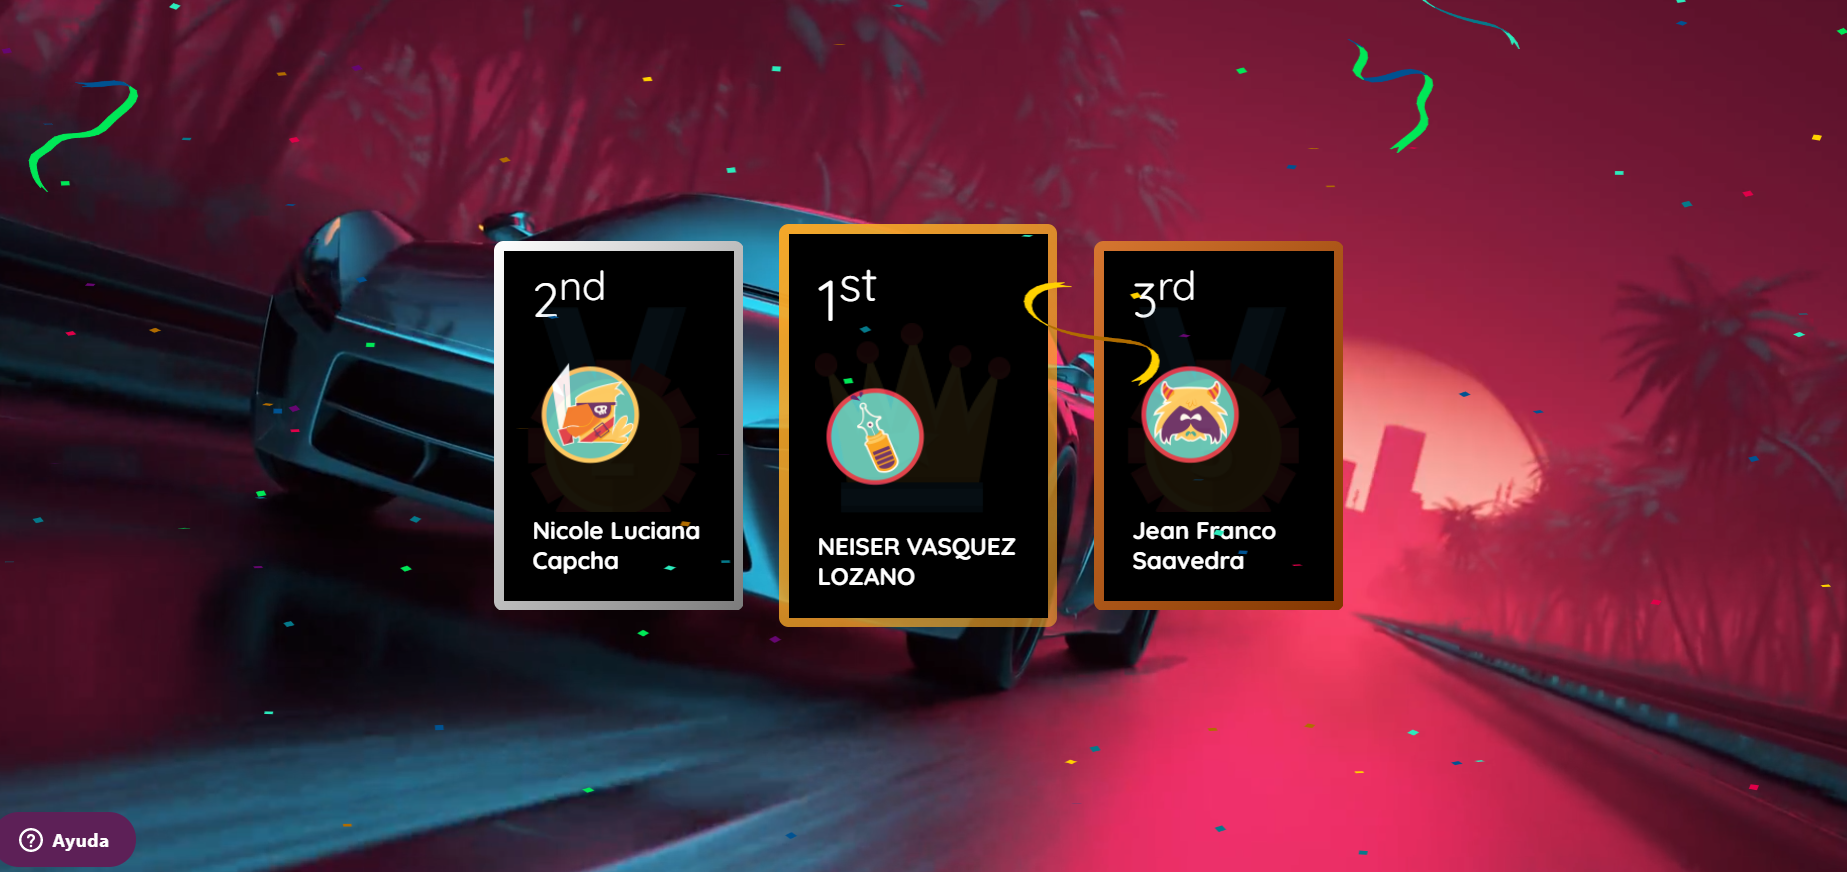 2nd
Nicole Luciana
Capcha
1st
NEISER VASQUEZ
LOZANO
3rd
Jean Franco
Saavedra
Ayuda